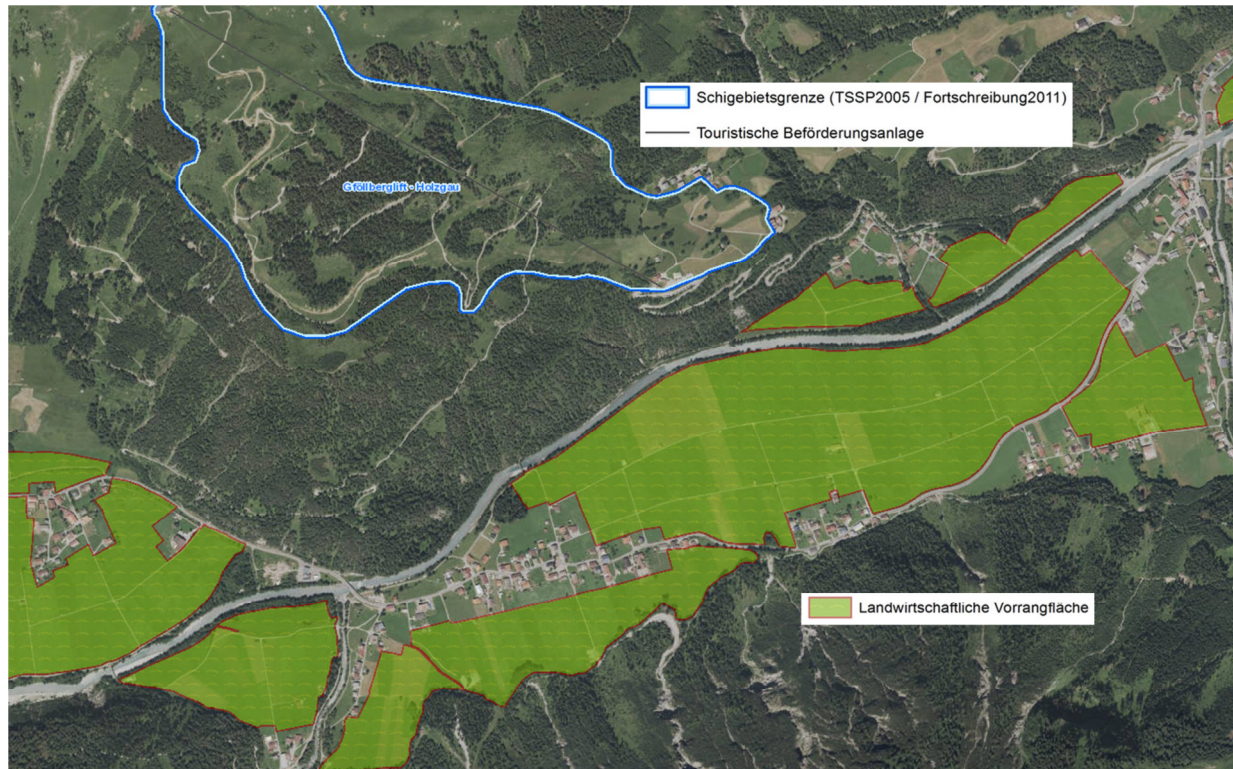 Schigebietsgrenze (TSSP2005 / Fortschreibung2011)
Touristische Beförderungsanlage
Gföllberglift - Holzgau
Landwirtschaftliche Vorrangfläche